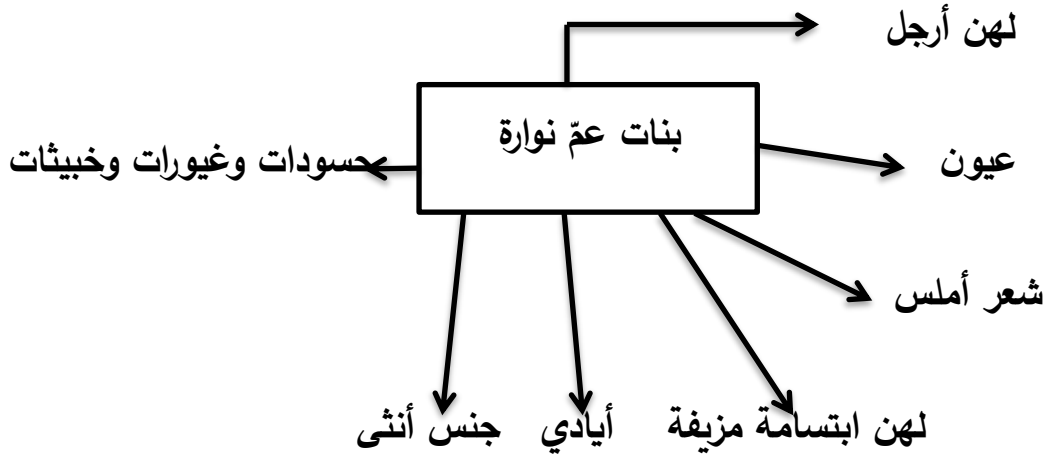 لهن أرجل
بنات عمّ نوارة
عيون
حسودات وغيورات وخبيثات
شعر أملس
لهن ابتسامة مزيفة
أيادي
جنس أنثى